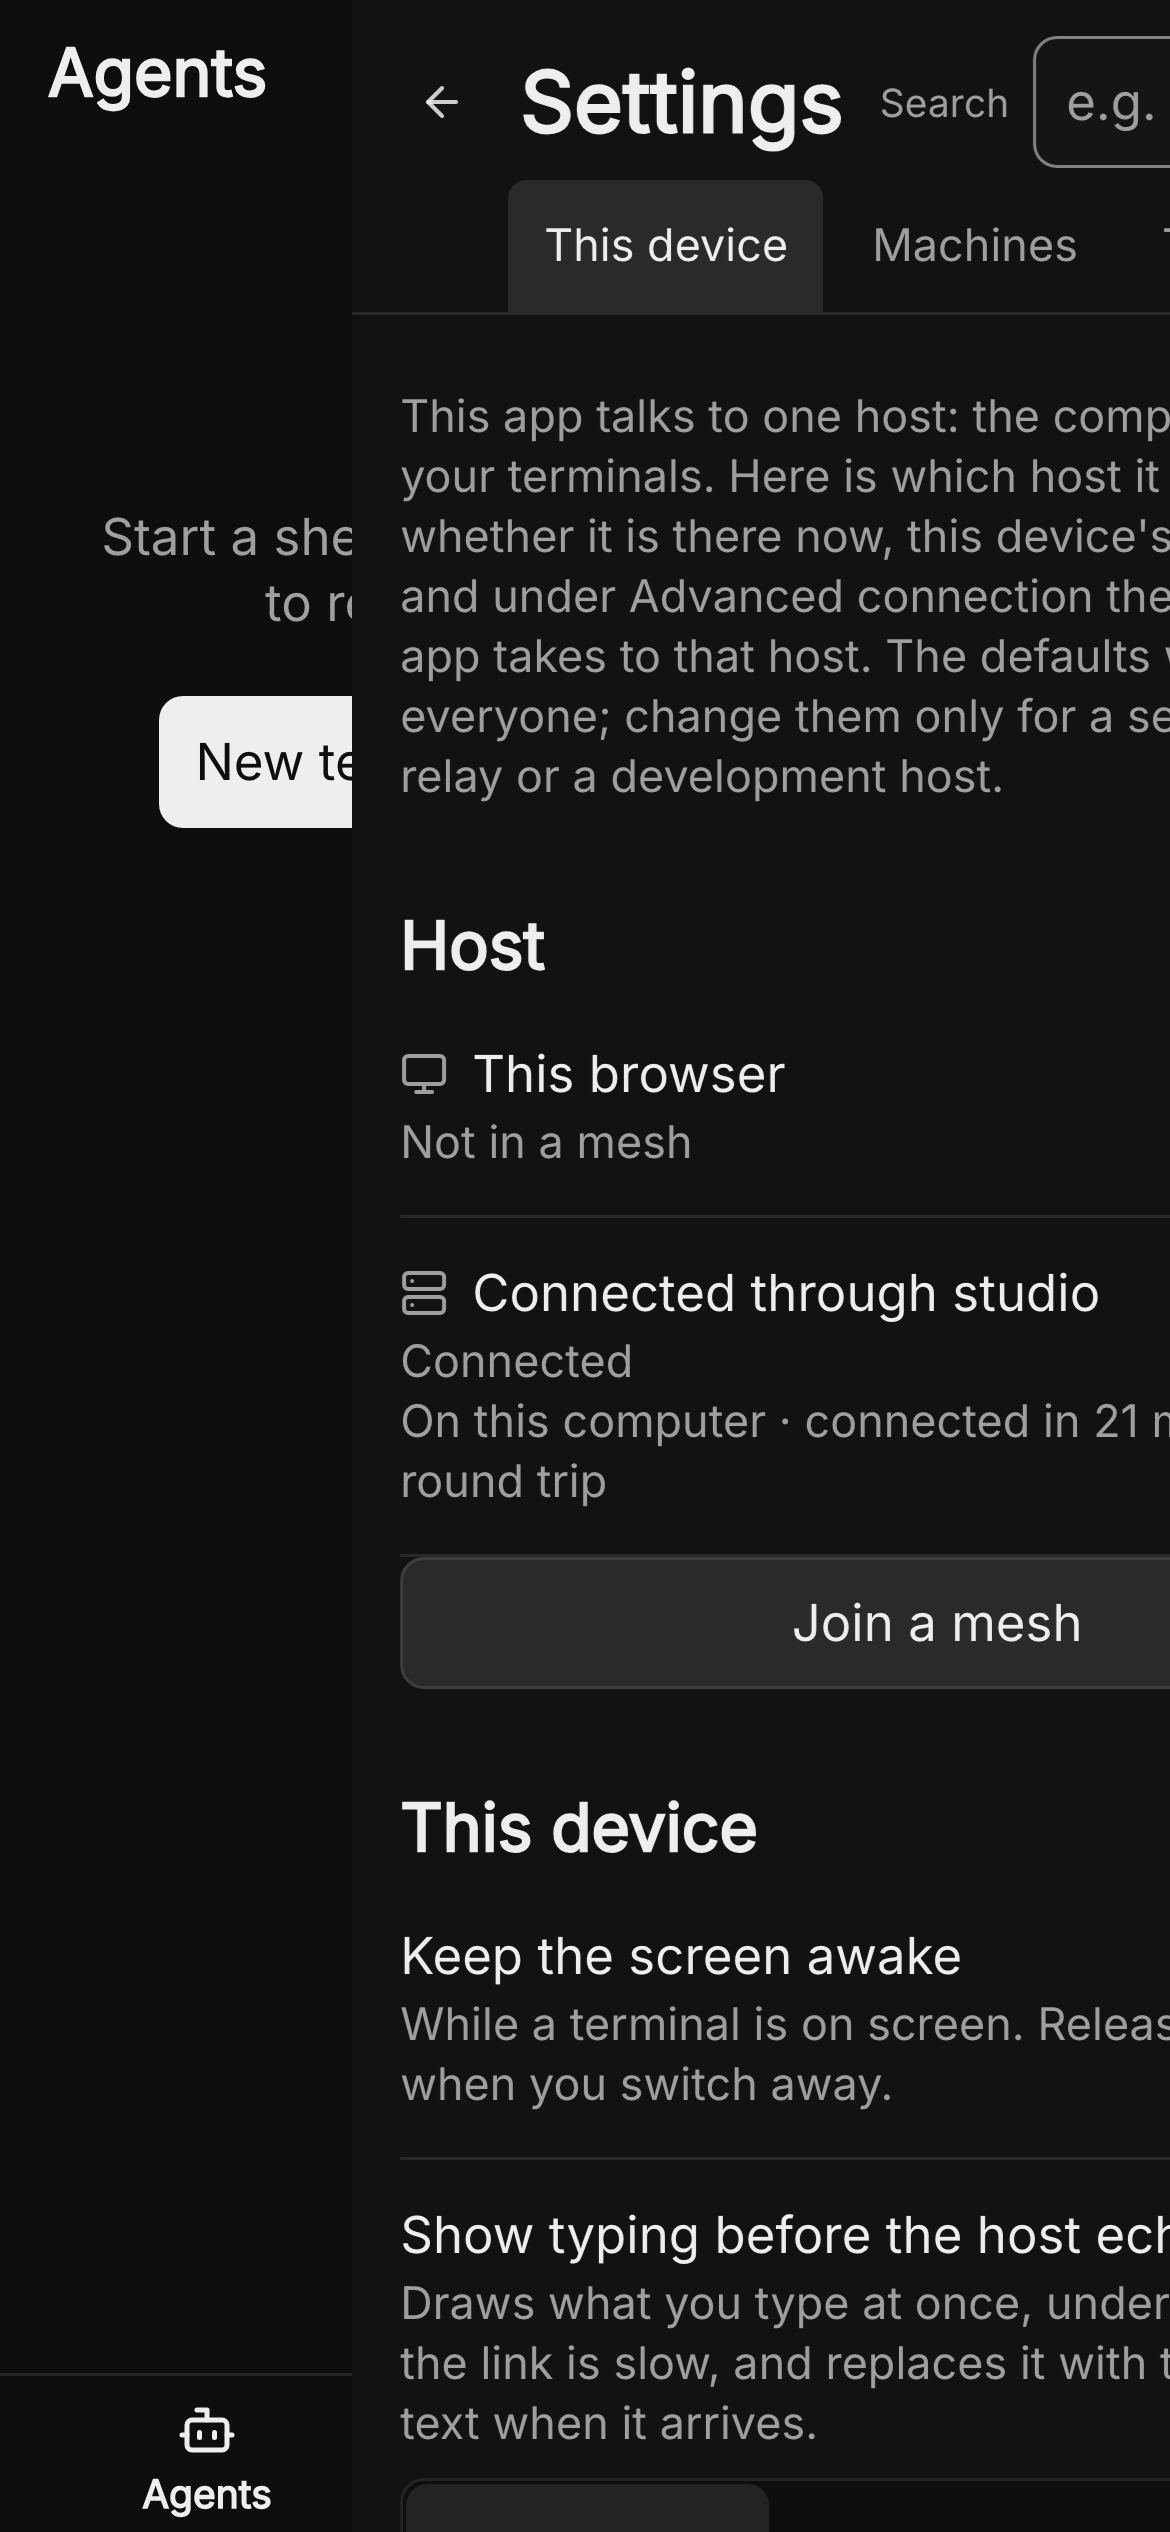 Agents
Settings
Search
e.g.
This device
Machines
This app talks to one host: the comp
your terminals. Here is which host it
whether it is there now, this device's
and under Advanced connection the
app takes to that host. The defaults
everyone; change them only for a se
relay or a development host.
Start a she
to re
New te
Host
This browser
Not in a mesh
Connected through studio
Connected
On this computer · connected in 21 m
round trip
Join a mesh
This device
Keep the screen awake
While a terminal is on screen. Releas
when you switch away.
Show typing before the host ech
Draws what you type at once, under
the link is slow, and replaces it with t
text when it arrives.
Agents